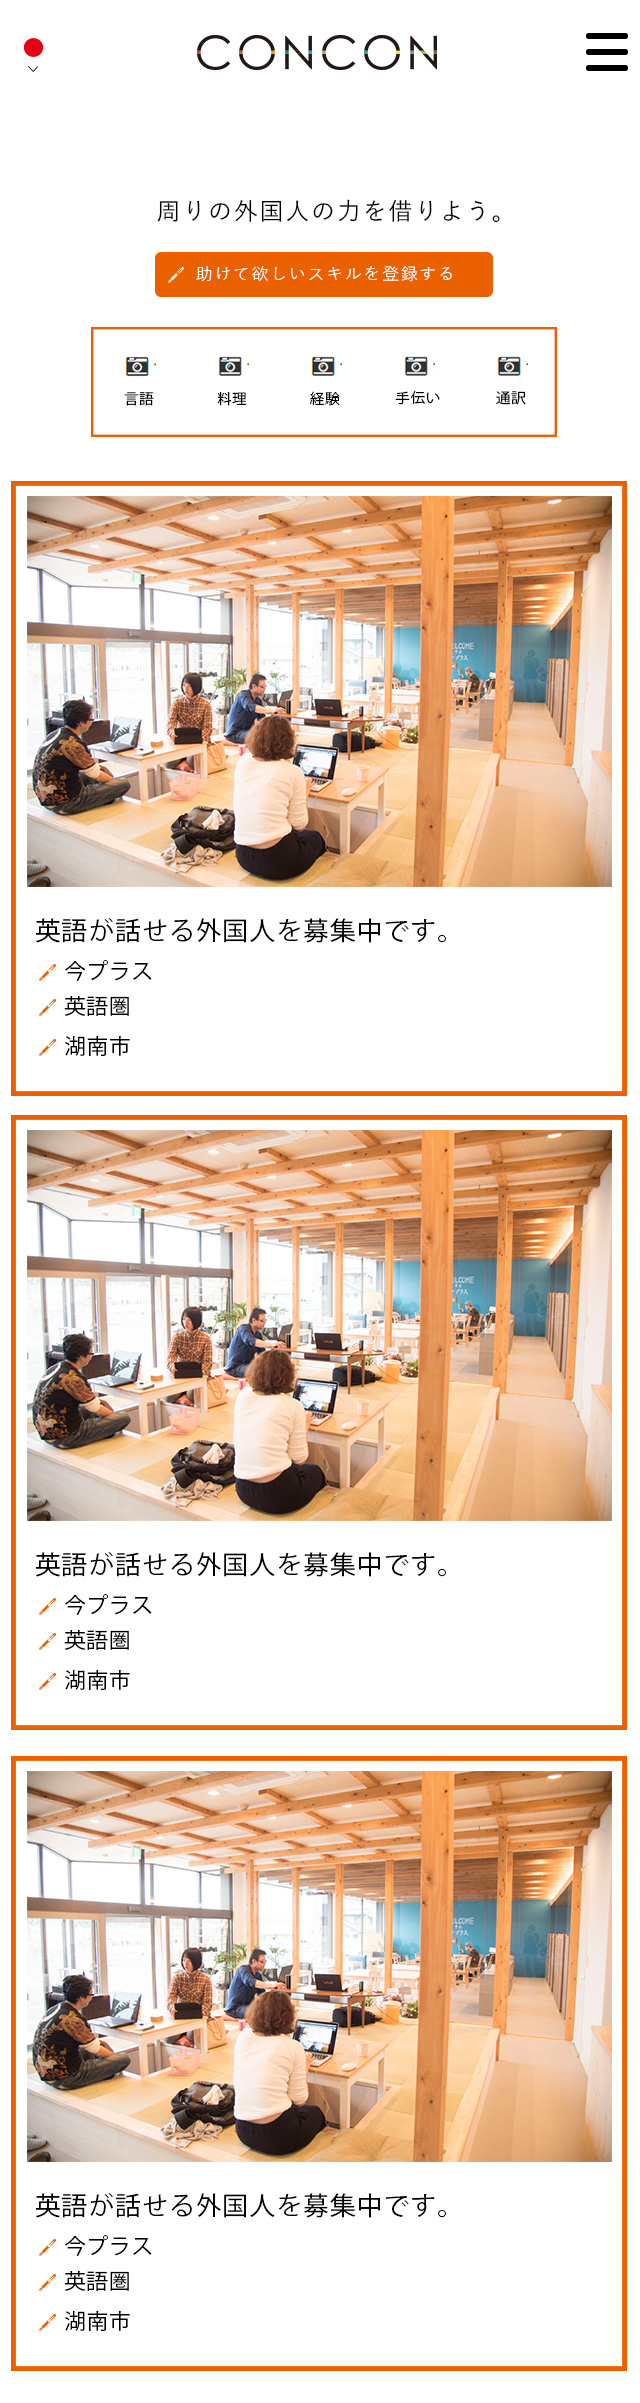 CONCON
周りの外国人の力を借りよう。
助けて欲しいスキルを登録する
言語 料理 経験 手伝い 通訳
英語が話せる外国人を募集中です。
今プラス
英語圏
湖南市
英語が話せる外国人を募集中です。
今プラス
英語圏
湖南市
英語が話せる外国人を募集中です。
今プラス
英語圏
湖南市